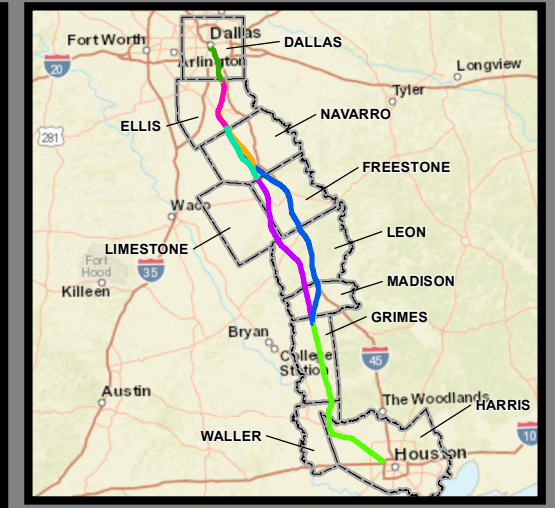 Dallas
Fort Worth
DALLAS
Arlington
20
Longview
Tyler
281
NAVARRO
ELLIS
FREESTONE
Waco
LEON
LIMESTONE
Fort
Hood
35
MADISON
Killeen
GRIMES
Bryan
College
Station
45
Austin
The Woodlands
HARRIS
WALLER
10
Houston